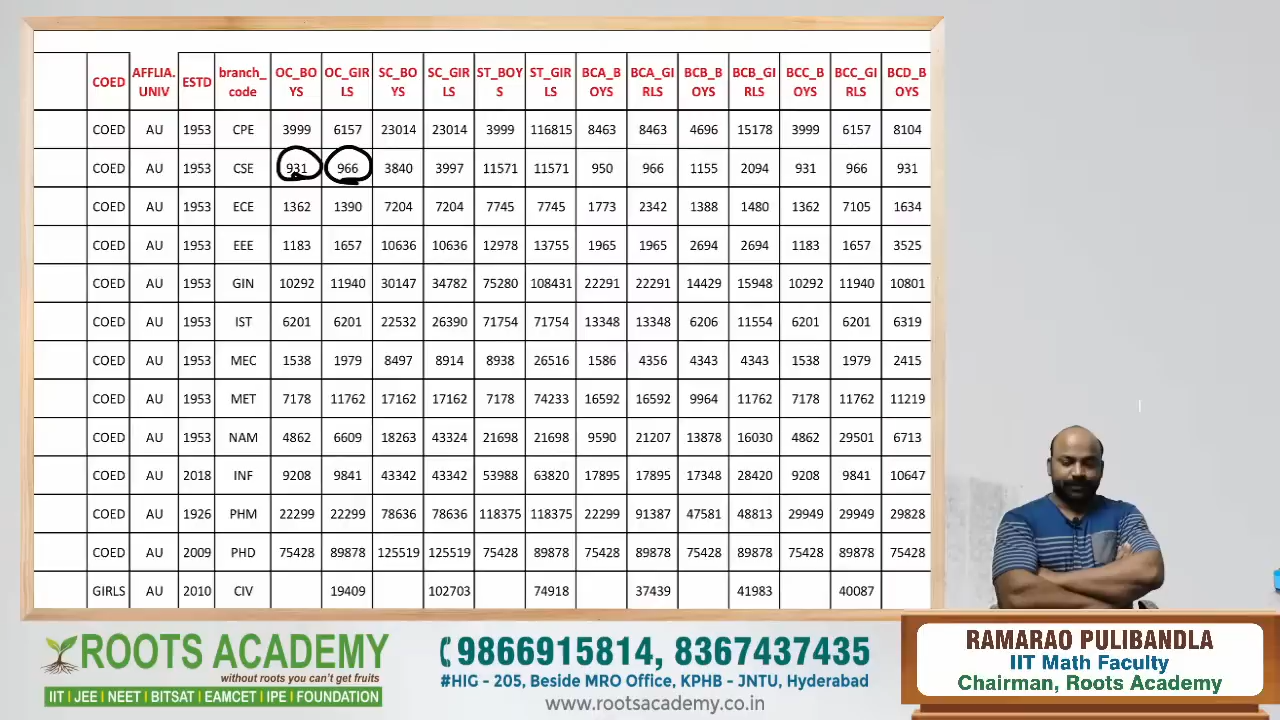 COED AFFLIA. UNIV ESTD branch_code OC_BOYS OC_GIRLS SC_BOYS SC_GIRLS ST_BOYS ST_GIRLS BCA_BOYS BCA_GIRLS BCB_BOYS BCB_GIRLS BCC_BOYS BCC_GIRLS BCD_BOYS
COED AU 1953 CPE 3999 6157 23014 23014 3999 116815 8463 8463 4696 15178 3999 6157 8104
COED AU 1953 CSE 931 966 3840 3997 11571 11571 950 966 1155 2094 931 966 931
COED AU 1953 ECE 1362 1390 7204 7204 7745 7745 1773 2342 1388 1480 1362 7105 1634
COED AU 1953 EEE 1183 1657 10636 10636 12978 13755 1965 1965 2694 2694 1183 1657 3525
COED AU 1953 GIN 10292 11940 30147 34782 75280 108431 22291 22291 14429 15948 10292 11940 10801
COED AU 1953 IST 6201 6201 22532 26390 71754 71754 13348 13348 6206 11554 6201 6201 6319
COED AU 1953 MEC 1538 1979 8497 8914 8938 26516 1586 4356 4343 4343 1538 1979 2415
COED AU 1953 MET 7178 11762 17162 17162 7178 74233 16592 16592 9964 11762 7178 11762 11219
COED AU 1953 NAM 4862 6609 18263 43324 21698 21698 9590 21207 13878 16030 4862 29501 6713
COED AU 2018 INF 9208 9841 43342 43342 53988 63820 17895 17895 17348 28420 9208 9841 10647
COED AU 1926 PHM 22299 22299 78636 78636 118375 118375 22299 91387 47581 48813 29949 29949 29828
COED AU 2009 PHD 75428 89878 125519 125519 75428 89878 75428 89878 75428 89878 75428 89878 75428
GIRLS AU 2010 CIV 19409 102703 74918 37439 41983 40087
ROOTS ACADEMY
without roots you can't get fruits
IIT | JEE | NEET | BITSAT | EAMCET | IPE | FOUNDATION
9866915814, 8367437435
#HIG - 205, Beside MRO Office, KPHB - JNTU, Hyderabad
www.rootsacademy.co.in
RAMARAO PULIBANDLA
IIT Math Faculty
Chairman, Roots Academy